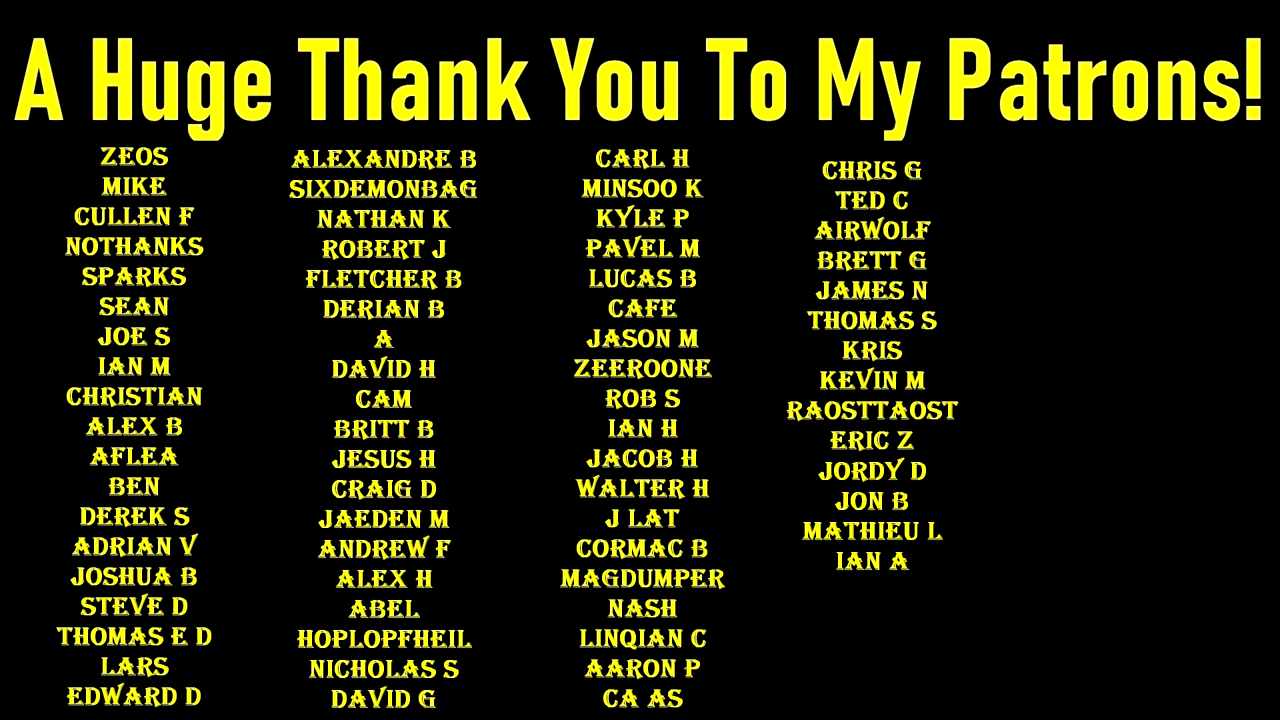 A Huge Thank You To My Patrons!
ZEOS
MIKE
CULLEN F
NOTHANKS
SPARKS
SEAN
JOE S
IAN M
CHRISTIAN
ALEX B
AFLEA
BEN
DEREK S
ADRIAN V
JOSHUA B
STEVE D
THOMAS E D
LARS
EDWARD D
ALEXANDRE B
SIXDEMONBAG
NATHAN K
ROBERT J
FLETCHER B
DERIAN B
A
DAVID H
CAM
BRITT B
JESUS H
CRAIG D
JAEDEN M
ANDREW F
ALEX H
ABEL
HOPLOPFHEIL
NICHOLAS S
DAVID G
CARL H
MINSOO K
KYLE P
PAVEL M
LUCAS B
CAFE
JASON M
ZEEROONE
ROB S
IAN H
JACOB H
WALTER H
J LAT
CORMAC B
MAGDUMPER
NASH
LINQIAN C
AARON P
CA AS
CHRIS G
TED C
AIRWOLF
BRETT G
JAMES N
THOMAS S
KRIS
KEVIN M
RAOSTTAOST
ERIC Z
JORDY D
JON B
MATHIEU L
IAN A